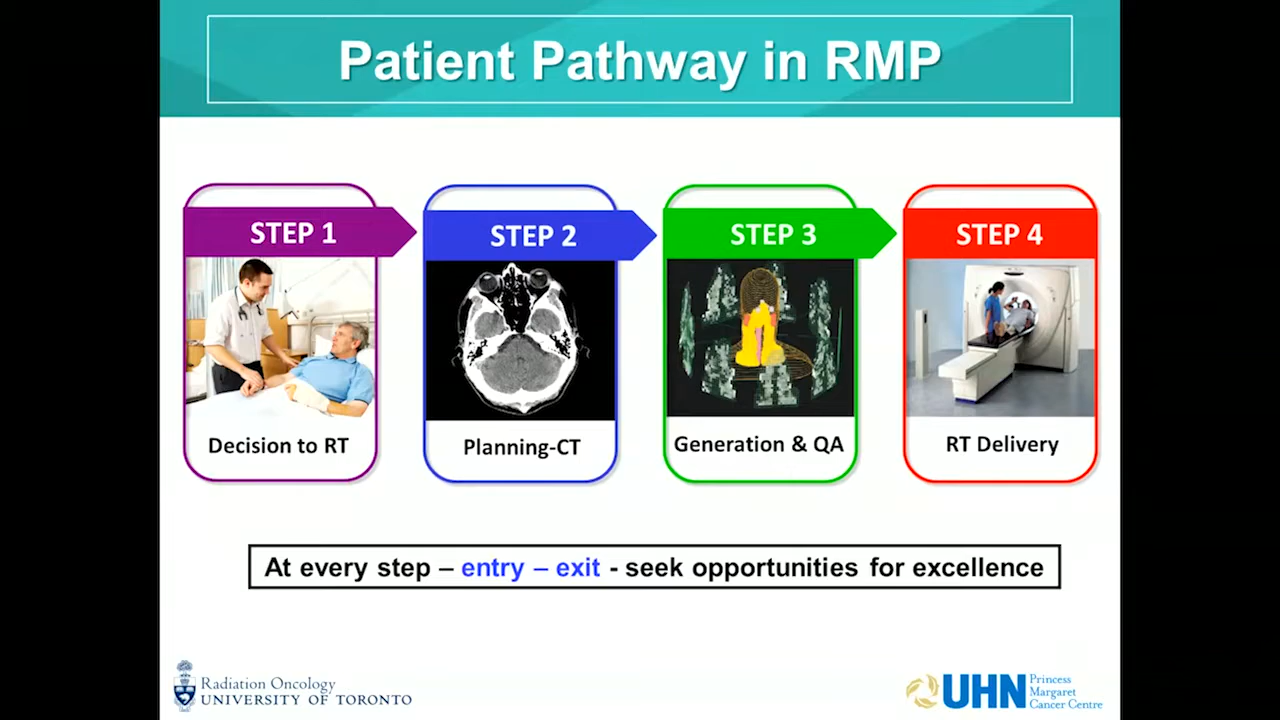 Patient Pathway in RMP
STEP 1
STEP 2
STEP 3
STEP 4
Decision to RT
Planning-CT
Generation & QA
RT Delivery
At every step – entry – exit - seek opportunities for excellence
Radiation Oncology
UNIVERSITY OF TORONTO
UHN
Princess
Margaret
Cancer Centre